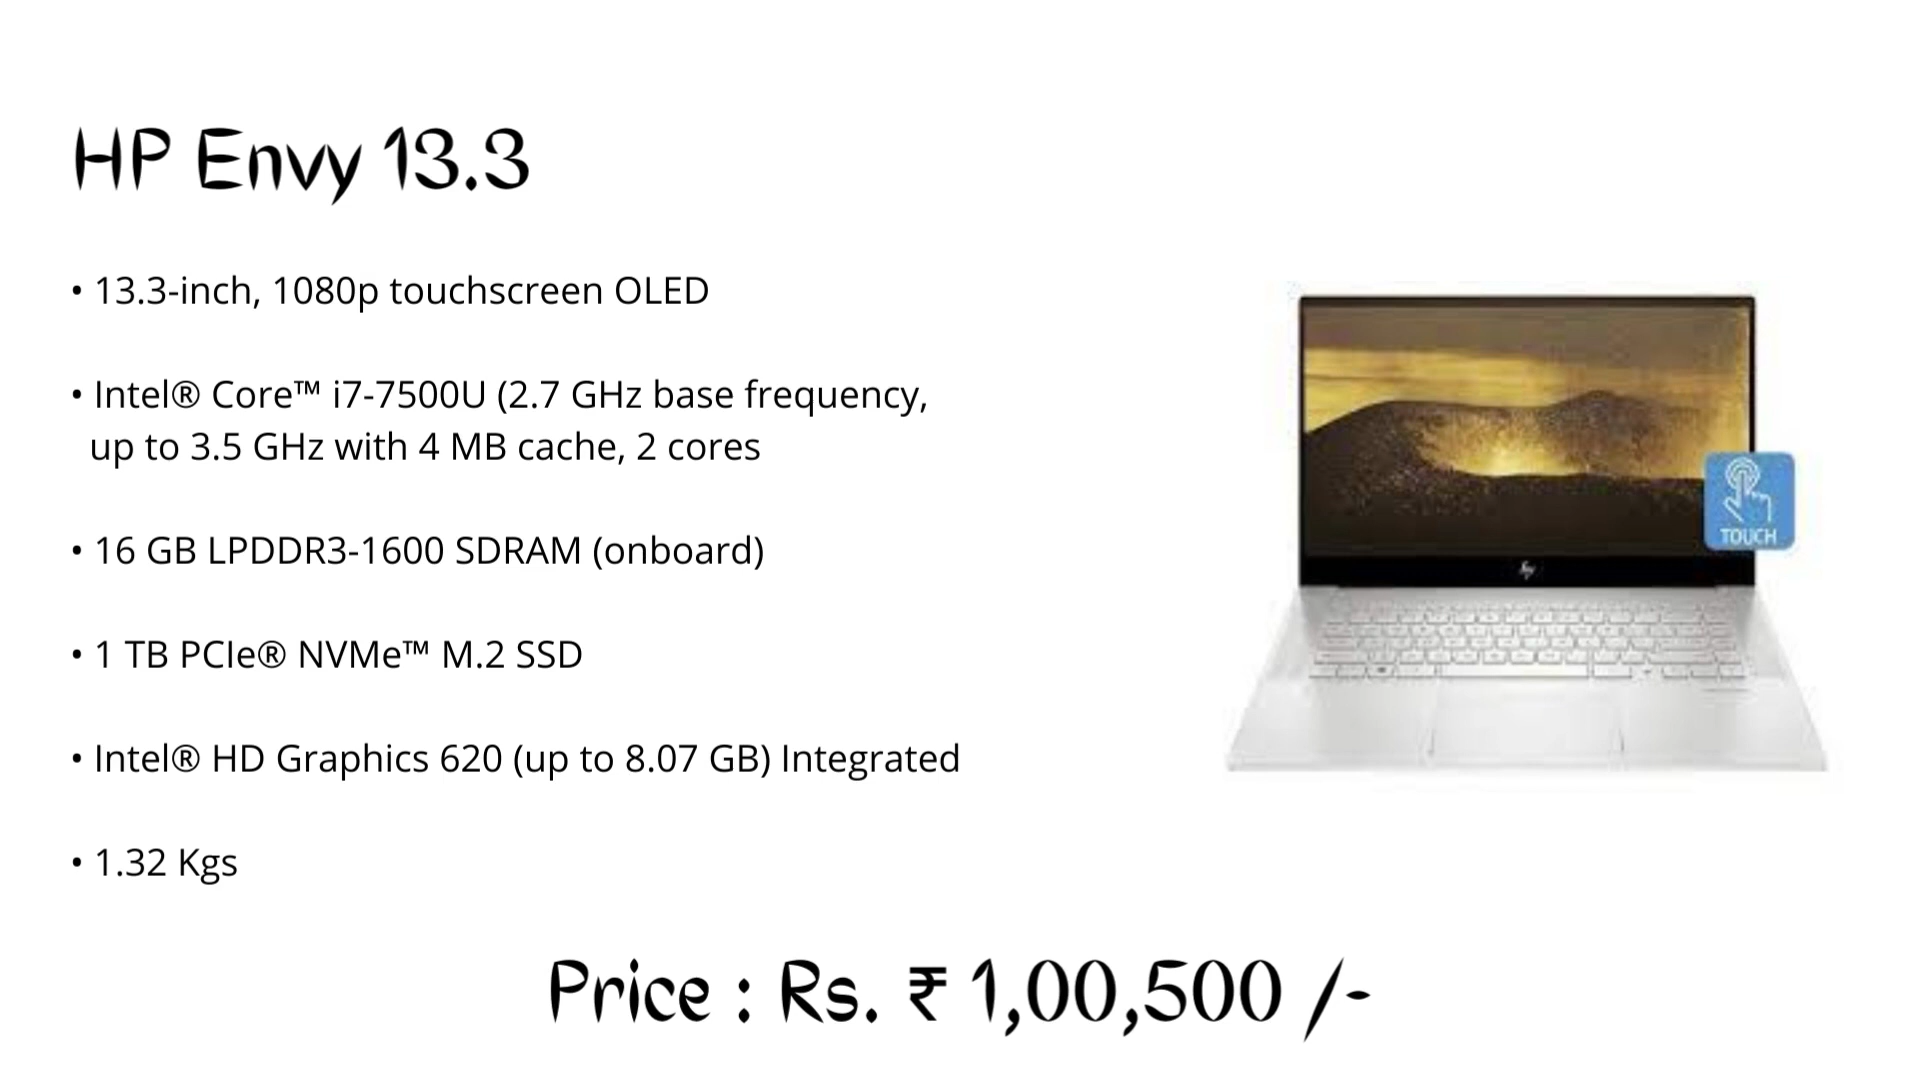 HP Envy 13.3
• 13.3-inch, 1080p touchscreen OLED
• Intel® Core™ i7-7500U (2.7 GHz base frequency,
up to 3.5 GHz with 4 MB cache, 2 cores
• 16 GB LPDDR3-1600 SDRAM (onboard)
• 1 TB PCIe® NVMe™ M.2 SSD
• Intel® HD Graphics 620 (up to 8.07 GB) Integrated
• 1.32 Kgs
TOUCH
hp
Price : Rs. ₹ 1,00,500 /-